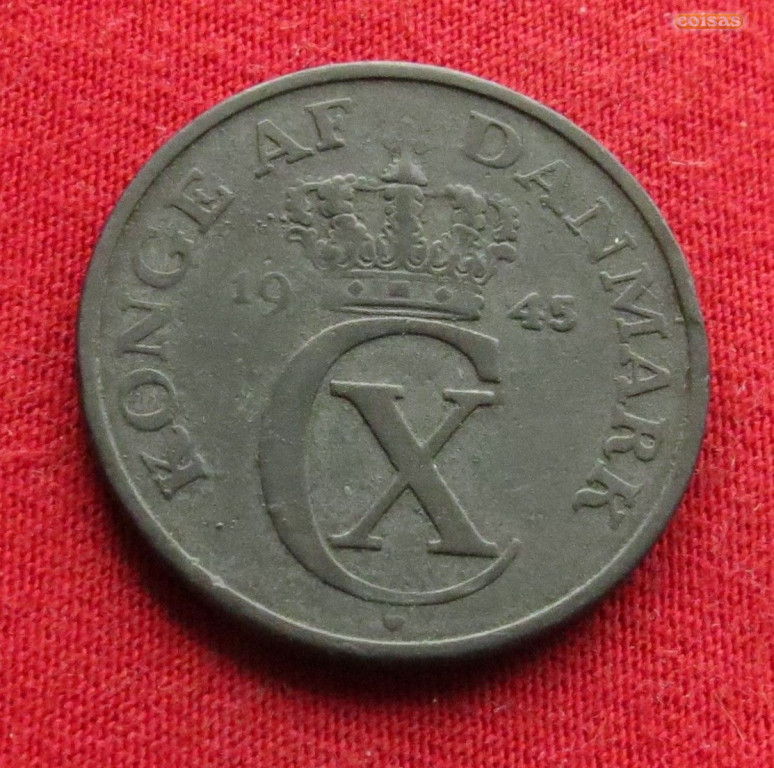 coisas
KONGE AF DANMARK
19 45
CX